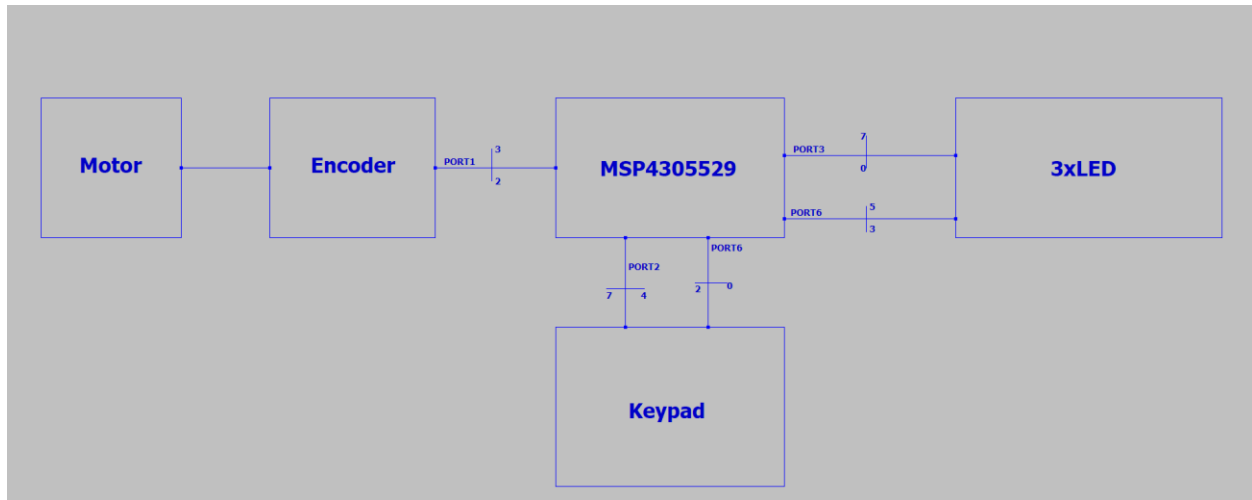 Motor
Encoder
PORT1
3
2
MSP4305529
PORT3
7
0
PORT6
5
3
3xLED
PORT2
7
4
PORT6
2
0
Keypad